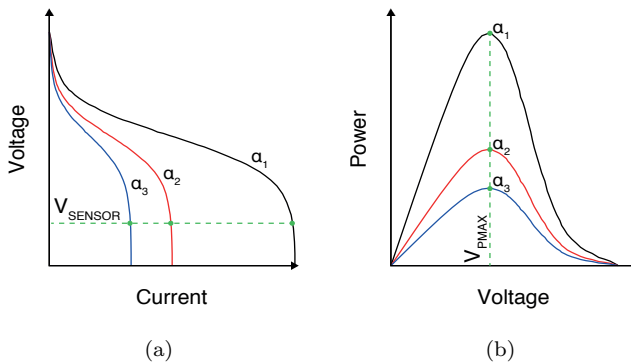 Voltage
α1
α2
α3
VSENSOR
Current
(a)
Power
α1
α2
α3
VPMAX
Voltage
(b)